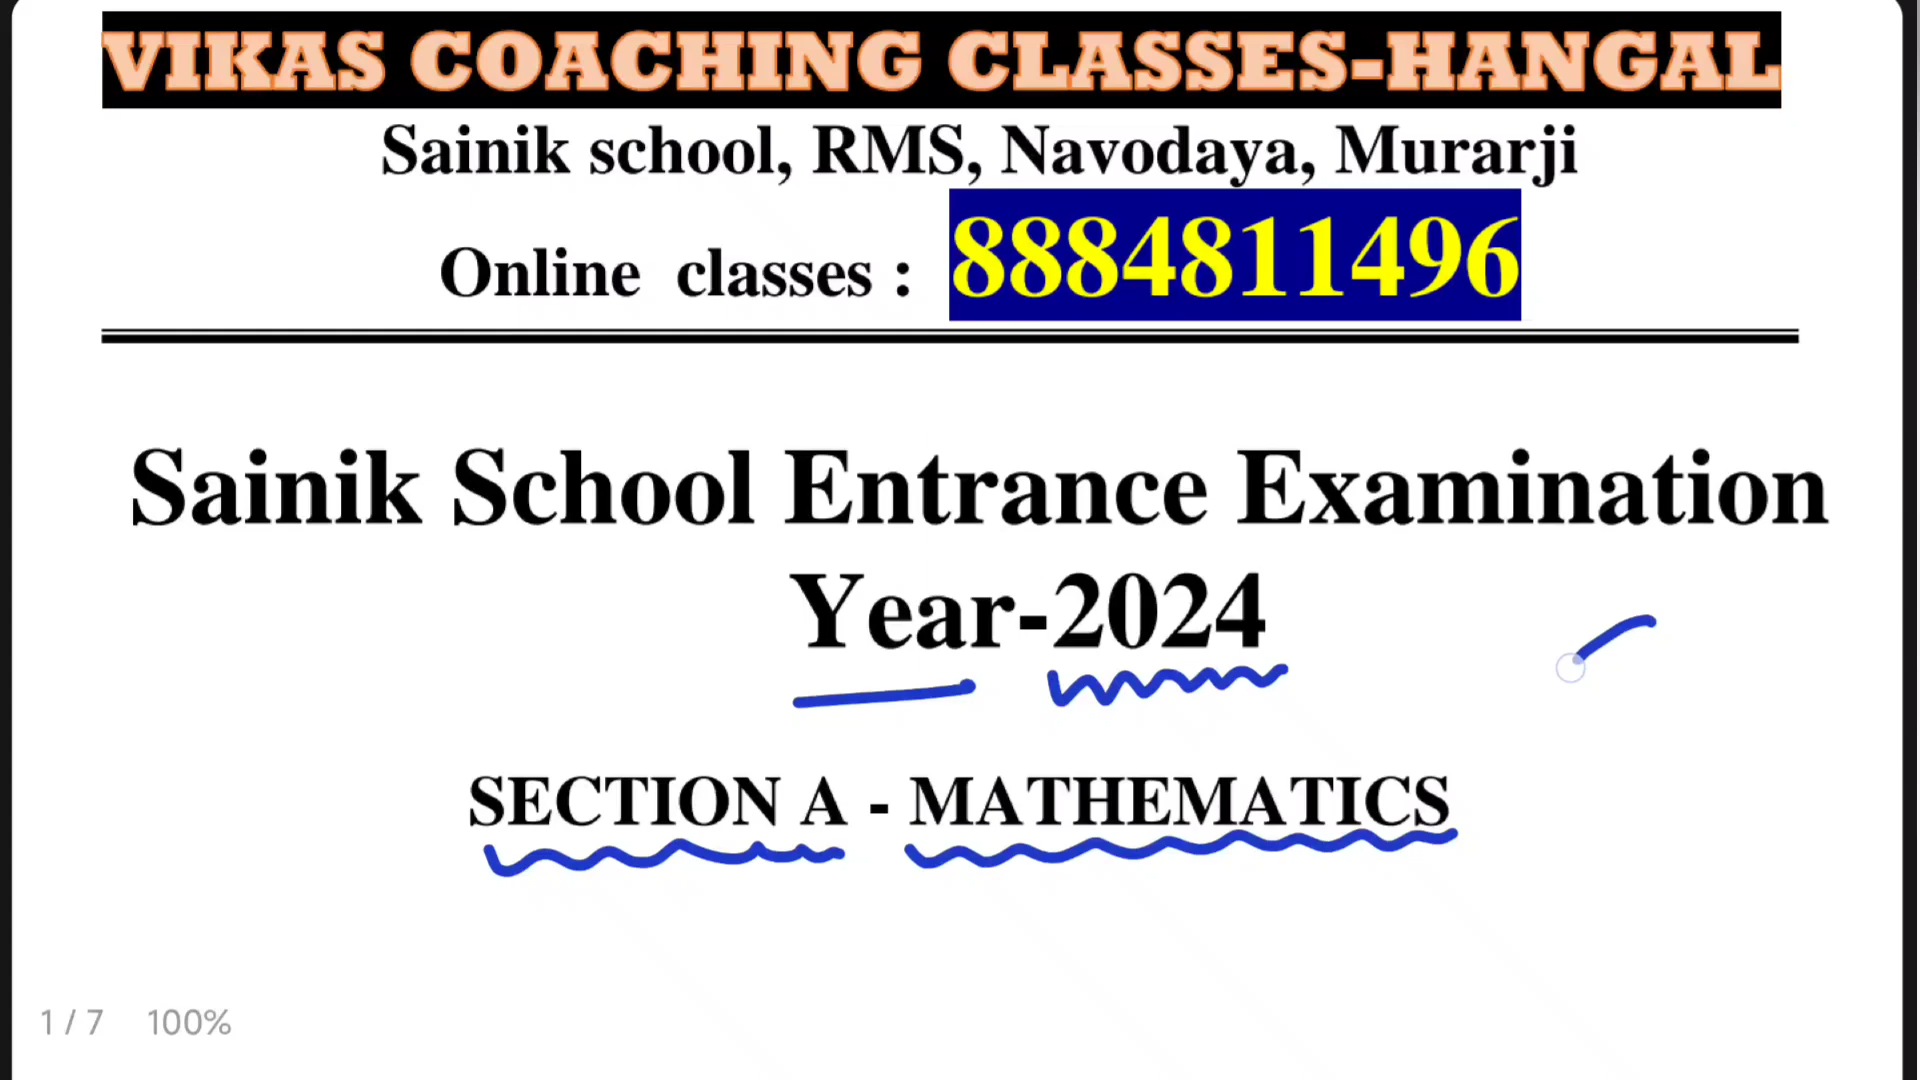 VIKAS COACHING CLASSES-HANGAL
Sainik school, RMS, Navodaya, Murarji
Online classes : 8884811496
Sainik School Entrance Examination
Year-2024
SECTION A - MATHEMATICS
1 / 7 100%